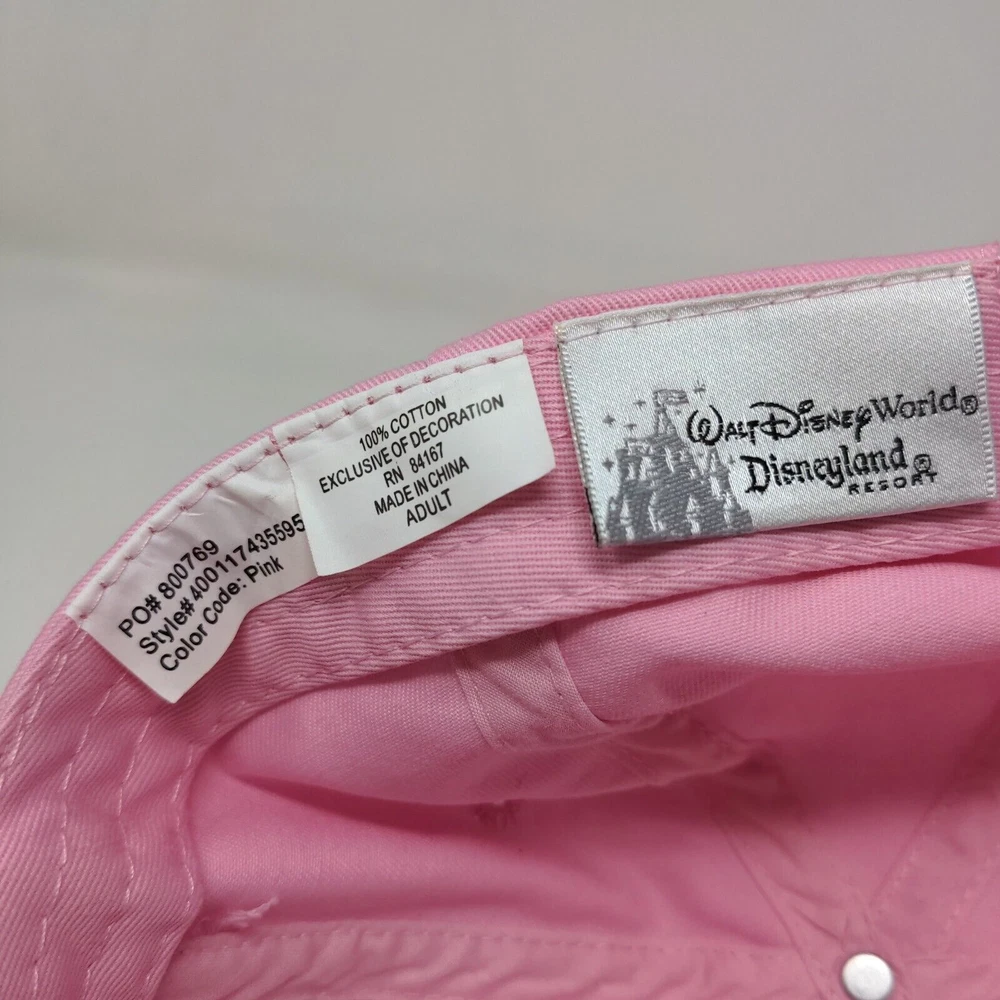 PO# 800769
Style# 400117435595
Color Code: Pink
100% COTTON
EXCLUSIVE OF DECORATION
RN 84167
MADE IN CHINA
ADULT
WALT DISNEY World®
Disneyland®
RESORT